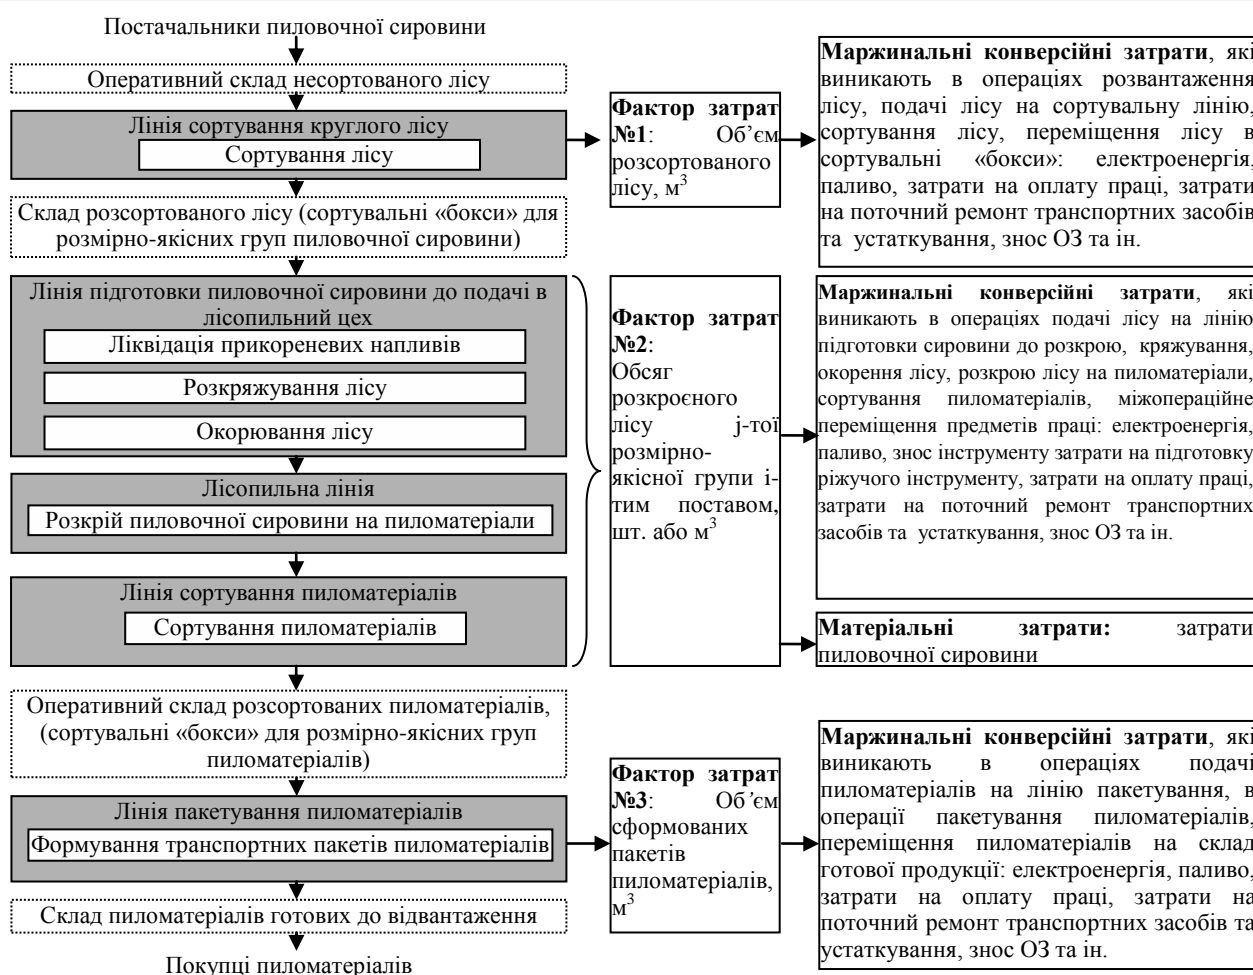 Постачальники пиловочної сировини
Оперативний склад несортованого лісу
Лінія сортування круглого лісу
Сортування лісу
Склад розсортованого лісу (сортувальні «бокси» для
розмірно-якісних груп пиловочної сировини)
Лінія підготовки пиловочної сировини до подачі в
лісопильний цех
Ліквідація прикореневих напливів
Розкряжування лісу
Окорювання лісу
Лісопильна лінія
Розкрій пиловочної сировини на пиломатеріали
Лінія сортування пиломатеріалів
Сортування пиломатеріалів
Оперативний склад розсортованих пиломатеріалів,
(сортувальні «бокси» для розмірно-якісних груп
пиломатеріалів)
Лінія пакетування пиломатеріалів
Формування транспортних пакетів пиломатеріалів
Склад пиломатеріалів готових до відвантаження
Покупці пиломатеріалів
Фактор затрат
№1: Об’єм
розсортованого
лісу, м³
Фактор затрат
№2:
Обсяг
розкроєного
лісу j-тої
розмірно-
якісної групи і-
тим поставом,
шт. або м³
Фактор затрат
№3: Об’єм
сформованих
пакетів
пиломатеріалів,
м³
Маржинальні конверсійні затрати, які
виникають в операціях розвантаження
лісу, подачі лісу на сортувальну лінію,
сортування лісу, переміщення лісу в
сортувальні «бокси»: електроенергія,
паливо, затрати на оплату праці, затрати
на поточний ремонт транспортних засобів
та устаткування, знос ОЗ та ін.
Маржинальні конверсійні затрати, які
виникають в операціях подачі лісу на лінію
підготовки сировини до розкрою, кряжування,
окорення лісу, розкрою лісу на пиломатеріали,
сортування пиломатеріалів, міжопераційне
переміщення предметів праці: електроенергія,
паливо, знос інструменту затрати на підготовку
ріжучого інструменту, затрати на оплату праці,
затрати на поточний ремонт транспортних
засобів та устаткування, знос ОЗ та ін.
Матеріальні затрати: затрати
пиловочної сировини
Маржинальні конверсійні затрати, які
виникають в операціях подачі
пиломатеріалів на лінію пакетування, в
операції пакетування пиломатеріалів,
переміщення пиломатеріалів на склад
готової продукції: електроенергія, паливо,
затрати на оплату праці, затрати на
поточний ремонт транспортних засобів та
устаткування, знос ОЗ та ін.